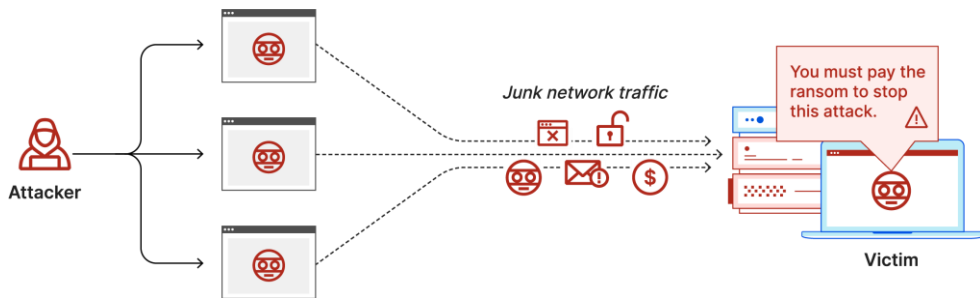 Junk network traffic
You must pay the
ransom to stop
this attack.
Attacker
Victim